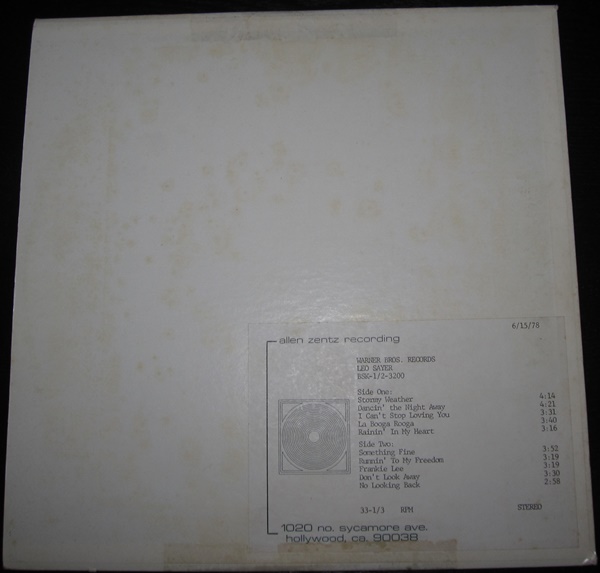 6/15/78
allen zentz recording
WARNER BROS. RECORDS
LEO SAYER
BSK-1/2-3200
Side One:
Stormy Weather 4:14
Dancin' the Night Away 4:21
I Can't Stop Loving You 3:31
La Booga Rooga 3:40
Rainin' In My Heart 3:16
Side Two:
Something Fine 3:52
Runnin' To My Freedom 3:19
Frankie Lee 3:19
Don't Look Away 3:30
No Looking Back 2:58
33-1/3 RPM STEREO
1020 no. sycamore ave.
hollywood, ca. 90038